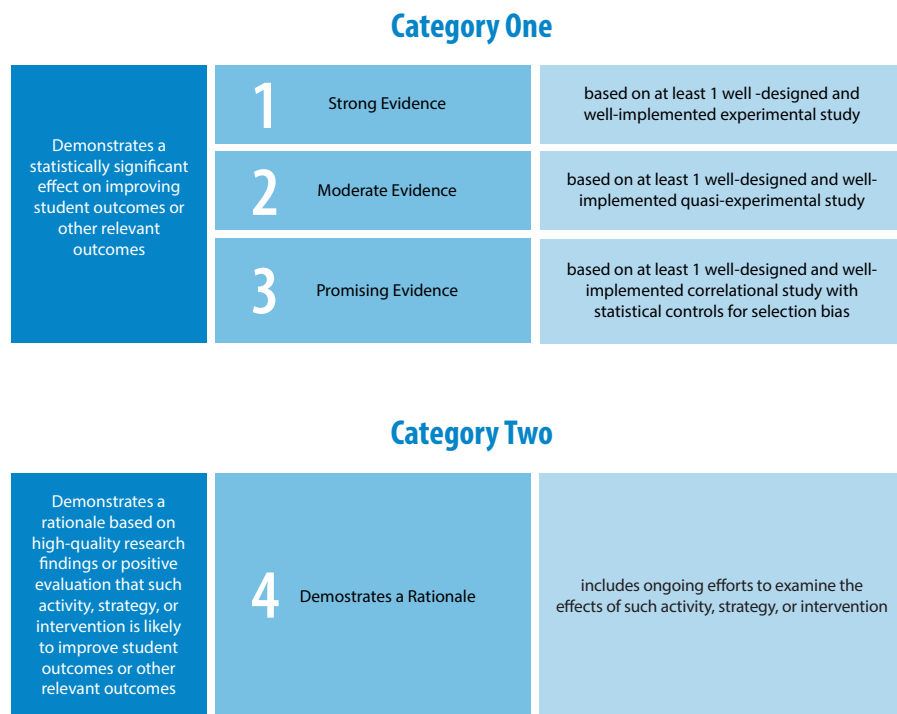 Category One
Demonstrates a
statistically significant
effect on improving
student outcomes or
other relevant
outcomes
1
Strong Evidence
based on at least 1 well -designed and
well-implemented experimental study
2
Moderate Evidence
based on at least 1 well-designed and well-
implemented quasi-experimental study
3
Promising Evidence
based on at least 1 well-designed and well-
implemented correlational study with
statistical controls for selection bias
Category Two
Demonstrates a
rationale based on
high-quality research
findings or positive
evaluation that such
activity, strategy, or
intervention is likely
to improve student
outcomes or other
relevant outcomes
4
Demostrates a Rationale
includes ongoing efforts to examine the
effects of such activity, strategy, or intervention